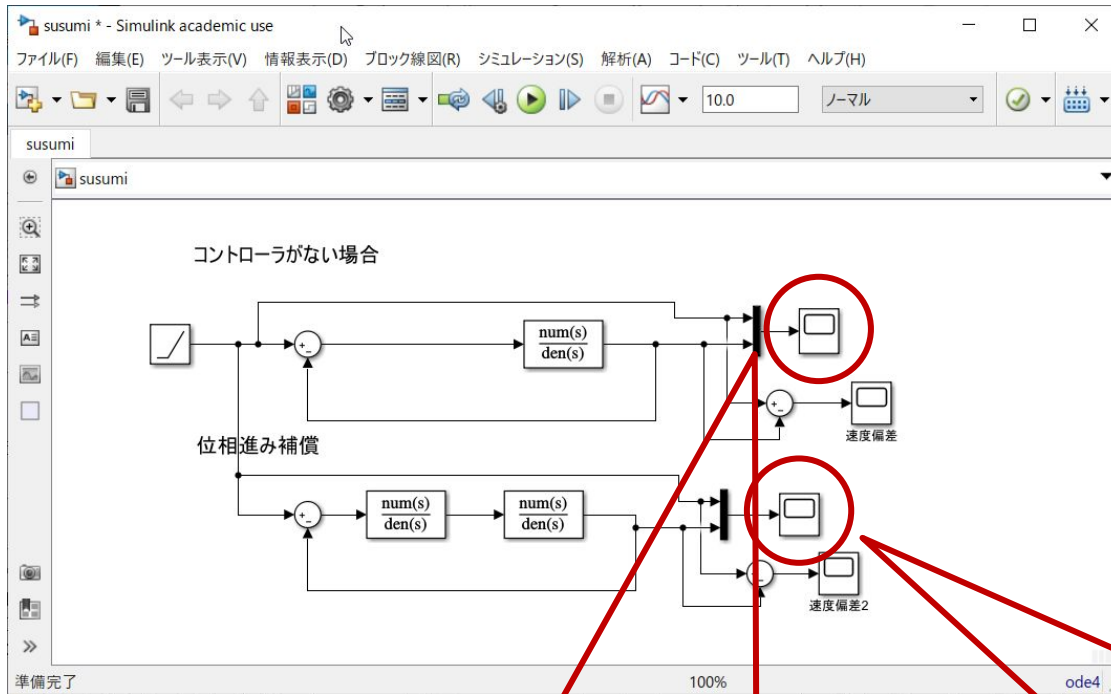 susumi * - Simulink academic use
ファイル(F) 編集(E) ツール表示(V) 情報表示(D) ブロック線図(R) シミュレーション(S) 解析(A) コード(C) ツール(T) ヘルプ(H)
10.0 ノーマル
susumi
susumi
コントローラがない場合
num(s)
den(s)
速度偏差
位相進み補償
num(s) num(s)
den(s) den(s)
速度偏差2
準備完了 100% ode4